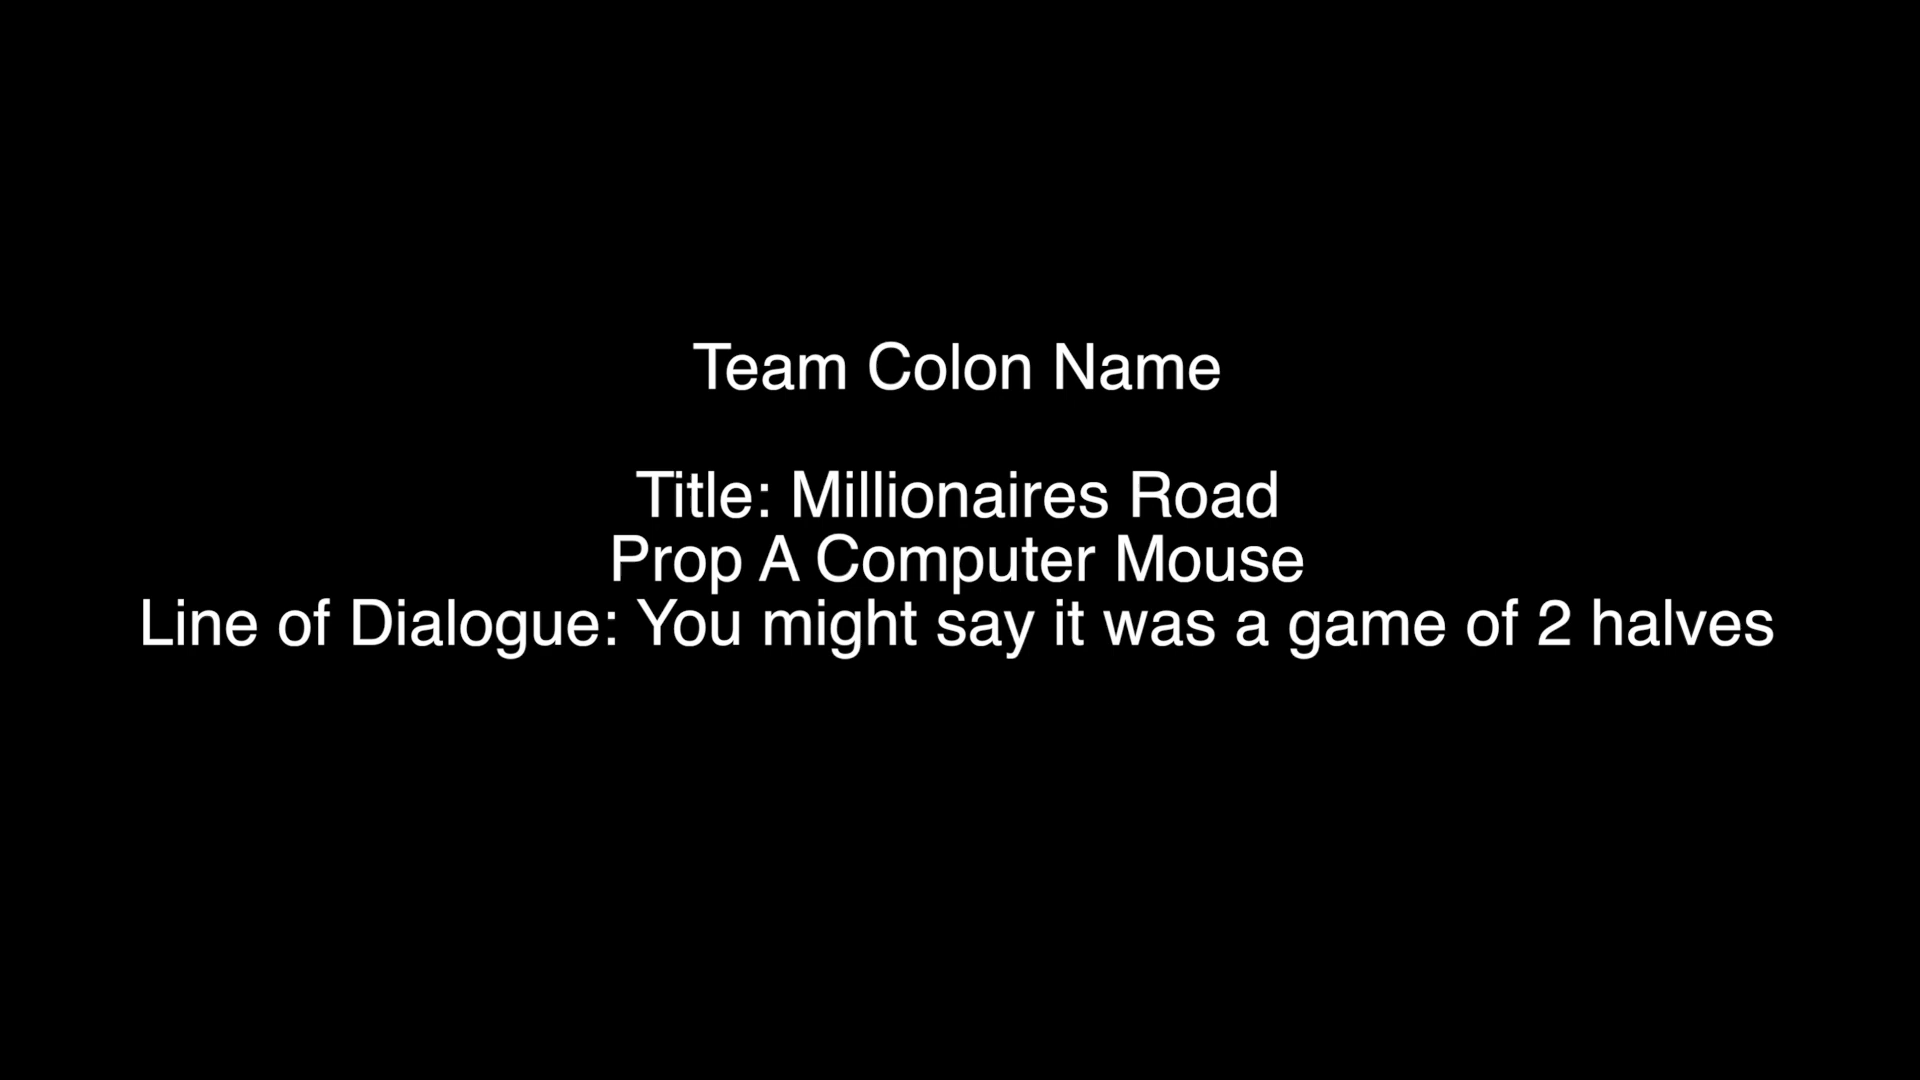 Team Colon Name
Title: Millionaires Road
Prop A Computer Mouse
Line of Dialogue: You might say it was a game of 2 halves